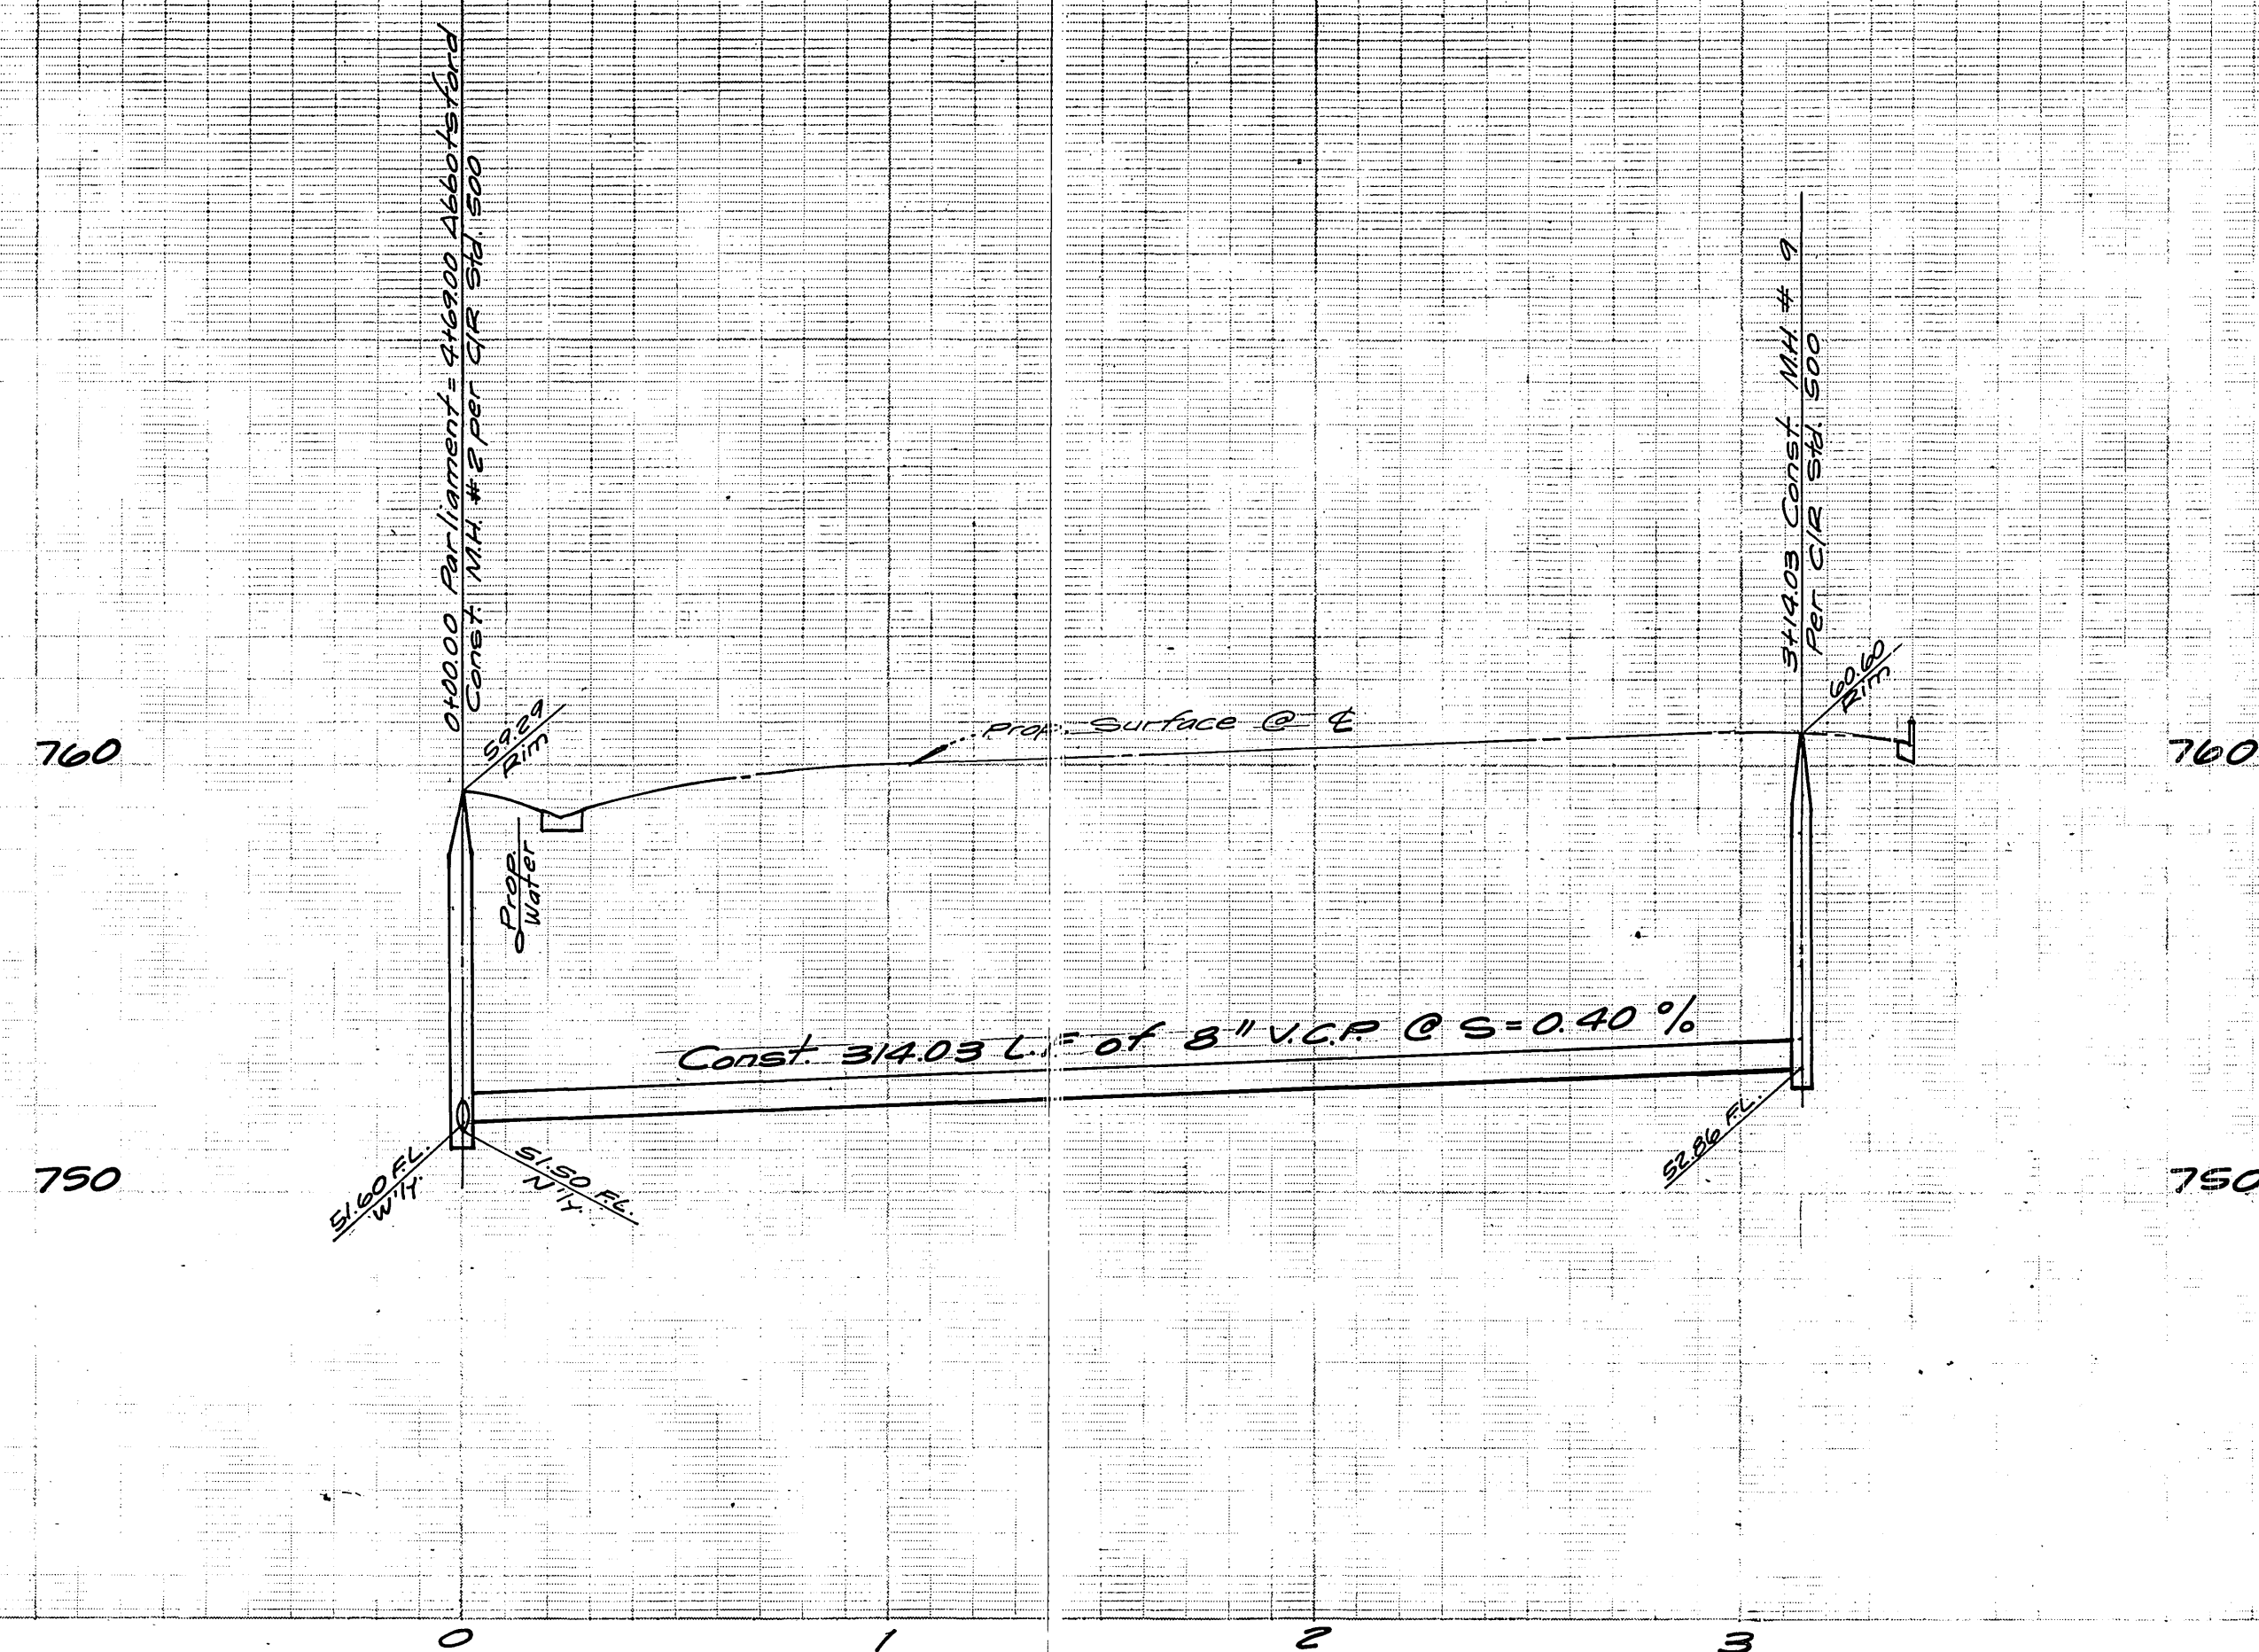 0+00.00 Parliament = 4+69.00 Abbotsford
Const. M.H. #2 per C/R Std. 500
3+14.03 Const. M.H. # 9
Per C/R Std. 500
59.29
Rim
60.60
Rim
Prop. Surface @ ℄
760
760
Prop.
Water
Const. 314.03 L.F. of 8" V.C.P. @ S=0.40 %
51.60 F.L.
W'ly.
51.50 F.L.
N'ly.
52.86 F.L.
750
750
0
1
2
3